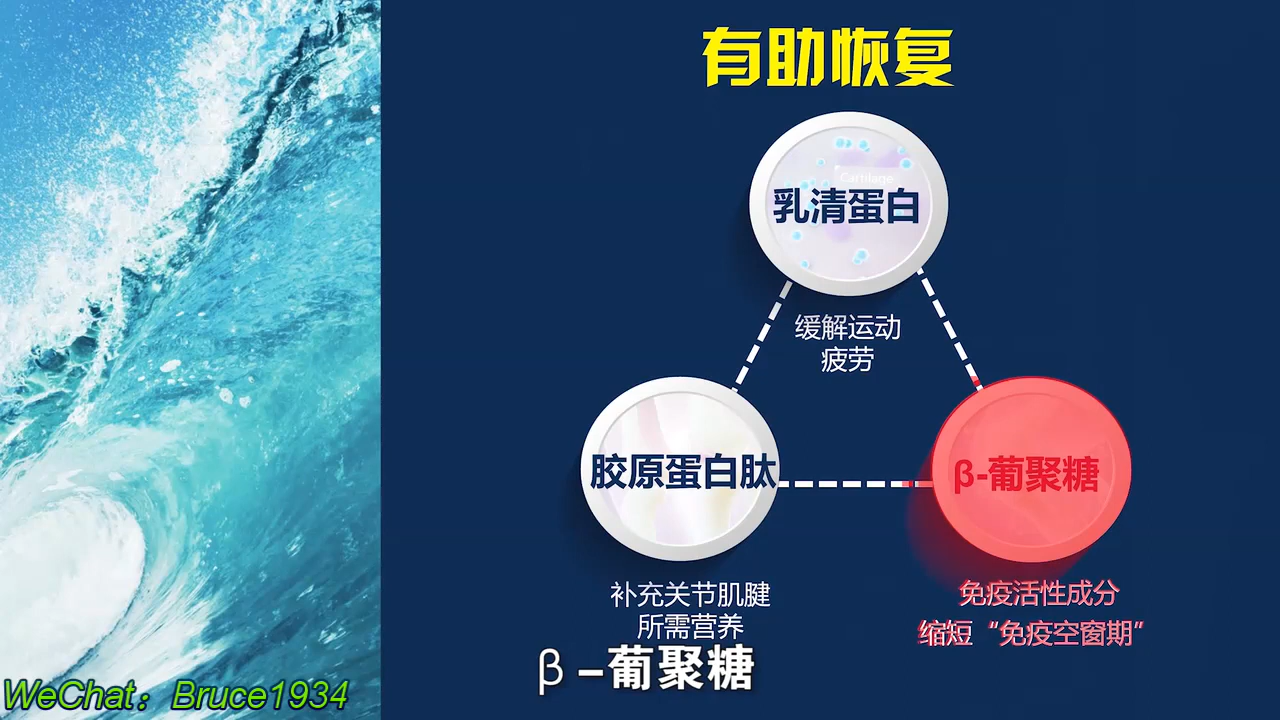 有助恢复
Cartilage
乳清蛋白
缓解运动
疲劳
胶原蛋白肽
β-葡聚糖
补充关节肌腱
所需营养
免疫活性成分
缩短“免疫空窗期”
β–葡聚糖
WeChat：Bruce1934